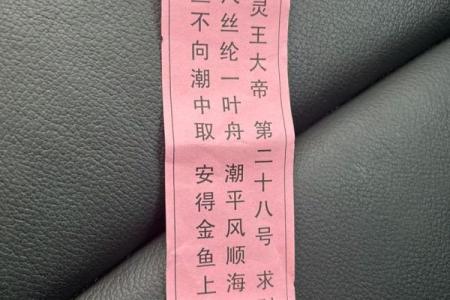 灵王大帝 第二十八号 求
丝纶一叶舟 潮平风顺海
不向潮中取 安得金鱼上